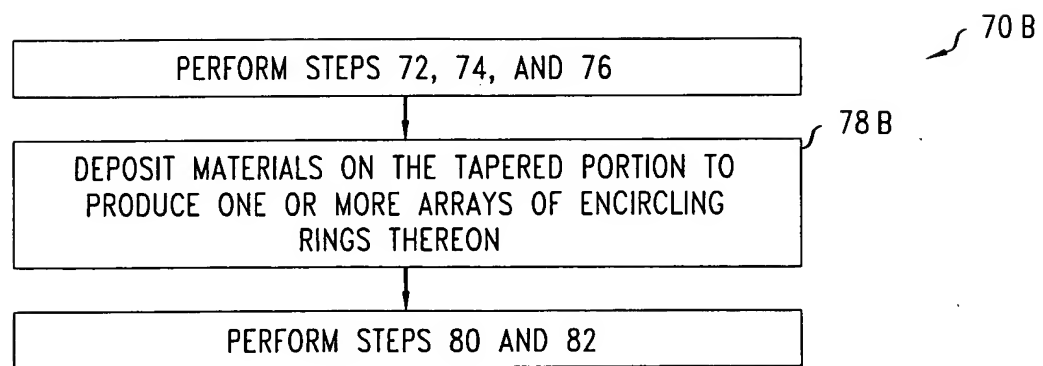 70 B
PERFORM STEPS 72, 74, AND 76
78 B
DEPOSIT MATERIALS ON THE TAPERED PORTION TO
PRODUCE ONE OR MORE ARRAYS OF ENCIRCLING
RINGS THEREON
PERFORM STEPS 80 AND 82